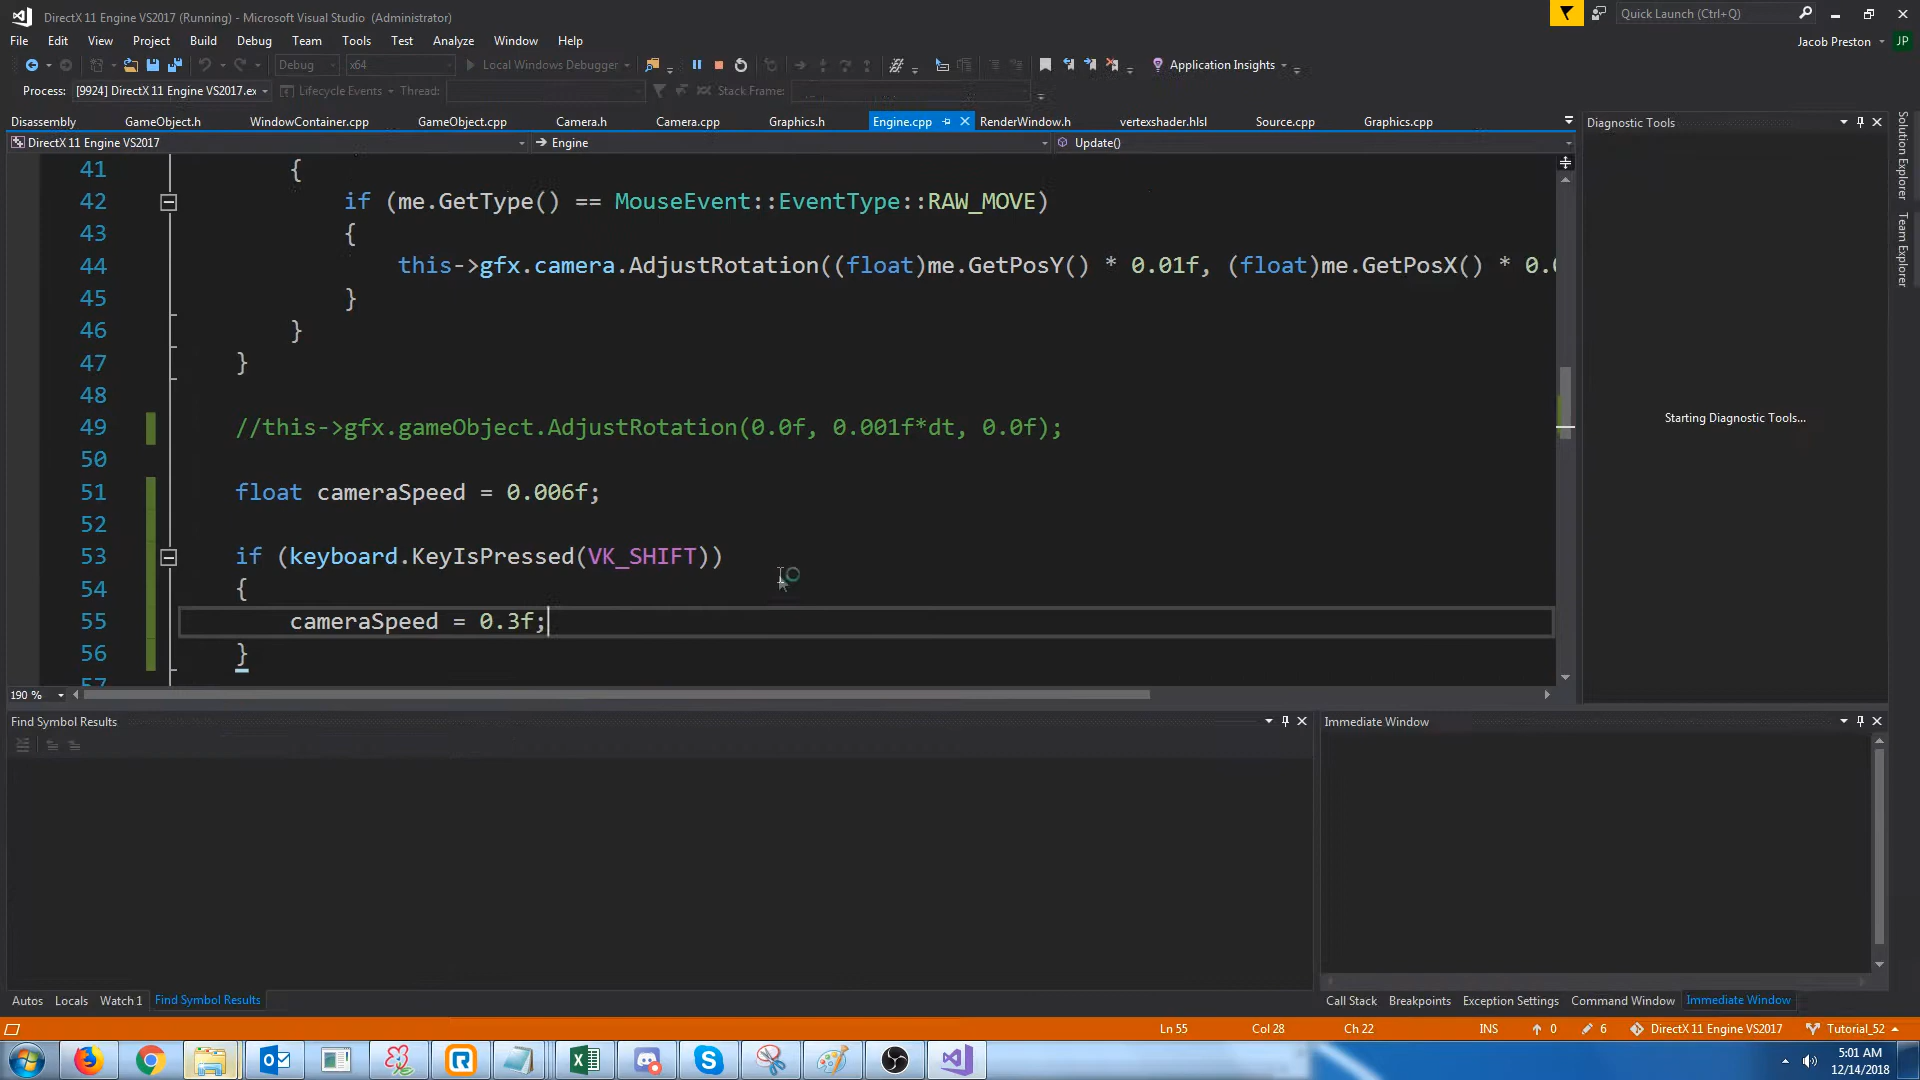 DirectX 11 Engine VS2017 (Running) - Microsoft Visual Studio (Administrator)
Quick Launch (Ctrl+Q)
File Edit View Project Build Debug Team Tools Test Analyze Window Help
Jacob Preston JP
Debug x64 Local Windows Debugger Application Insights
Process: [9924] DirectX 11 Engine VS2017.ex Lifecycle Events Thread: Stack Frame:
Disassembly GameObject.h WindowContainer.cpp GameObject.cpp Camera.h Camera.cpp Graphics.h Engine.cpp RenderWindow.h vertexshader.hlsl Source.cpp Graphics.cpp
Diagnostic Tools
DirectX 11 Engine VS2017 Engine Update()
Solution Explorer
Team Explorer
41 {
42 if (me.GetType() == MouseEvent::EventType::RAW_MOVE)
43 {
44 this->gfx.camera.AdjustRotation((float)me.GetPosY() * 0.01f, (float)me.GetPosX() * 0.
45 }
46 }
47 }
48
49 //this->gfx.gameObject.AdjustRotation(0.0f, 0.001f*dt, 0.0f);
50
51 float cameraSpeed = 0.006f;
52
53 if (keyboard.KeyIsPressed(VK_SHIFT))
54 {
55 cameraSpeed = 0.3f;
56 }
57
Starting Diagnostic Tools...
190 %
Find Symbol Results
Immediate Window
Autos Locals Watch 1 Find Symbol Results
Call Stack Breakpoints Exception Settings Command Window Immediate Window
Ln 55 Col 28 Ch 22 INS 0 6 DirectX 11 Engine VS2017 Tutorial_52
5:01 AM
12/14/2018